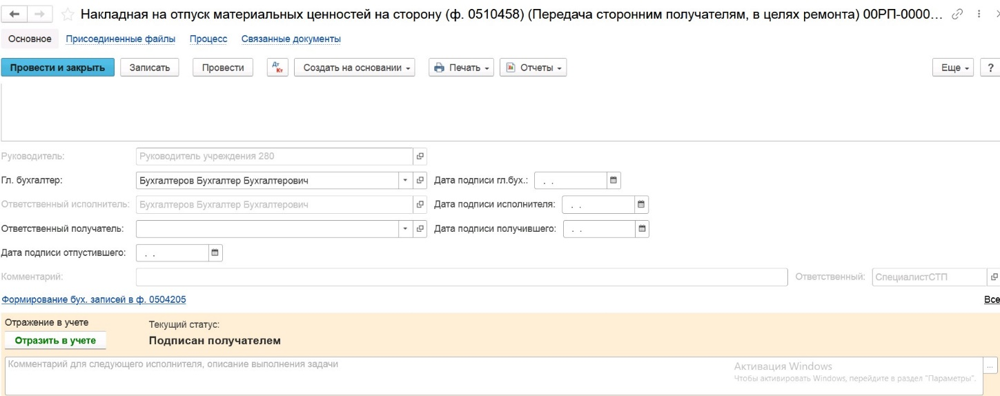 Накладная на отпуск материальных ценностей на сторону (ф. 0510458) (Передача сторонним получателям, в целях ремонта) 00РП-0000...
Основное Присоединенные файлы Процесс Связанные документы
Провести и закрыть Записать Провести Дт Кт Создать на основании Печать Отчеты Еще ?
Руководитель: Руководитель учреждения 280
Гл. бухгалтер: Бухгалтеров Бухгалтер Бухгалтерович Дата подписи гл.бух.: . .
Ответственный исполнитель: Бухгалтеров Бухгалтер Бухгалтерович Дата подписи исполнителя: . .
Ответственный получатель: Дата подписи получившего: . .
Дата подписи отпустившего: . .
Комментарий: Ответственный: СпециалистСТП
Формирование бух. записей в ф. 0504205 Все
Отражение в учете Текущий статус:
Отразить в учете Подписан получателем
Комментарий для следующего исполнителя, описание выполнения задачи ...
Активация Windows
Чтобы активировать Windows, перейдите в раздел "Параметры".